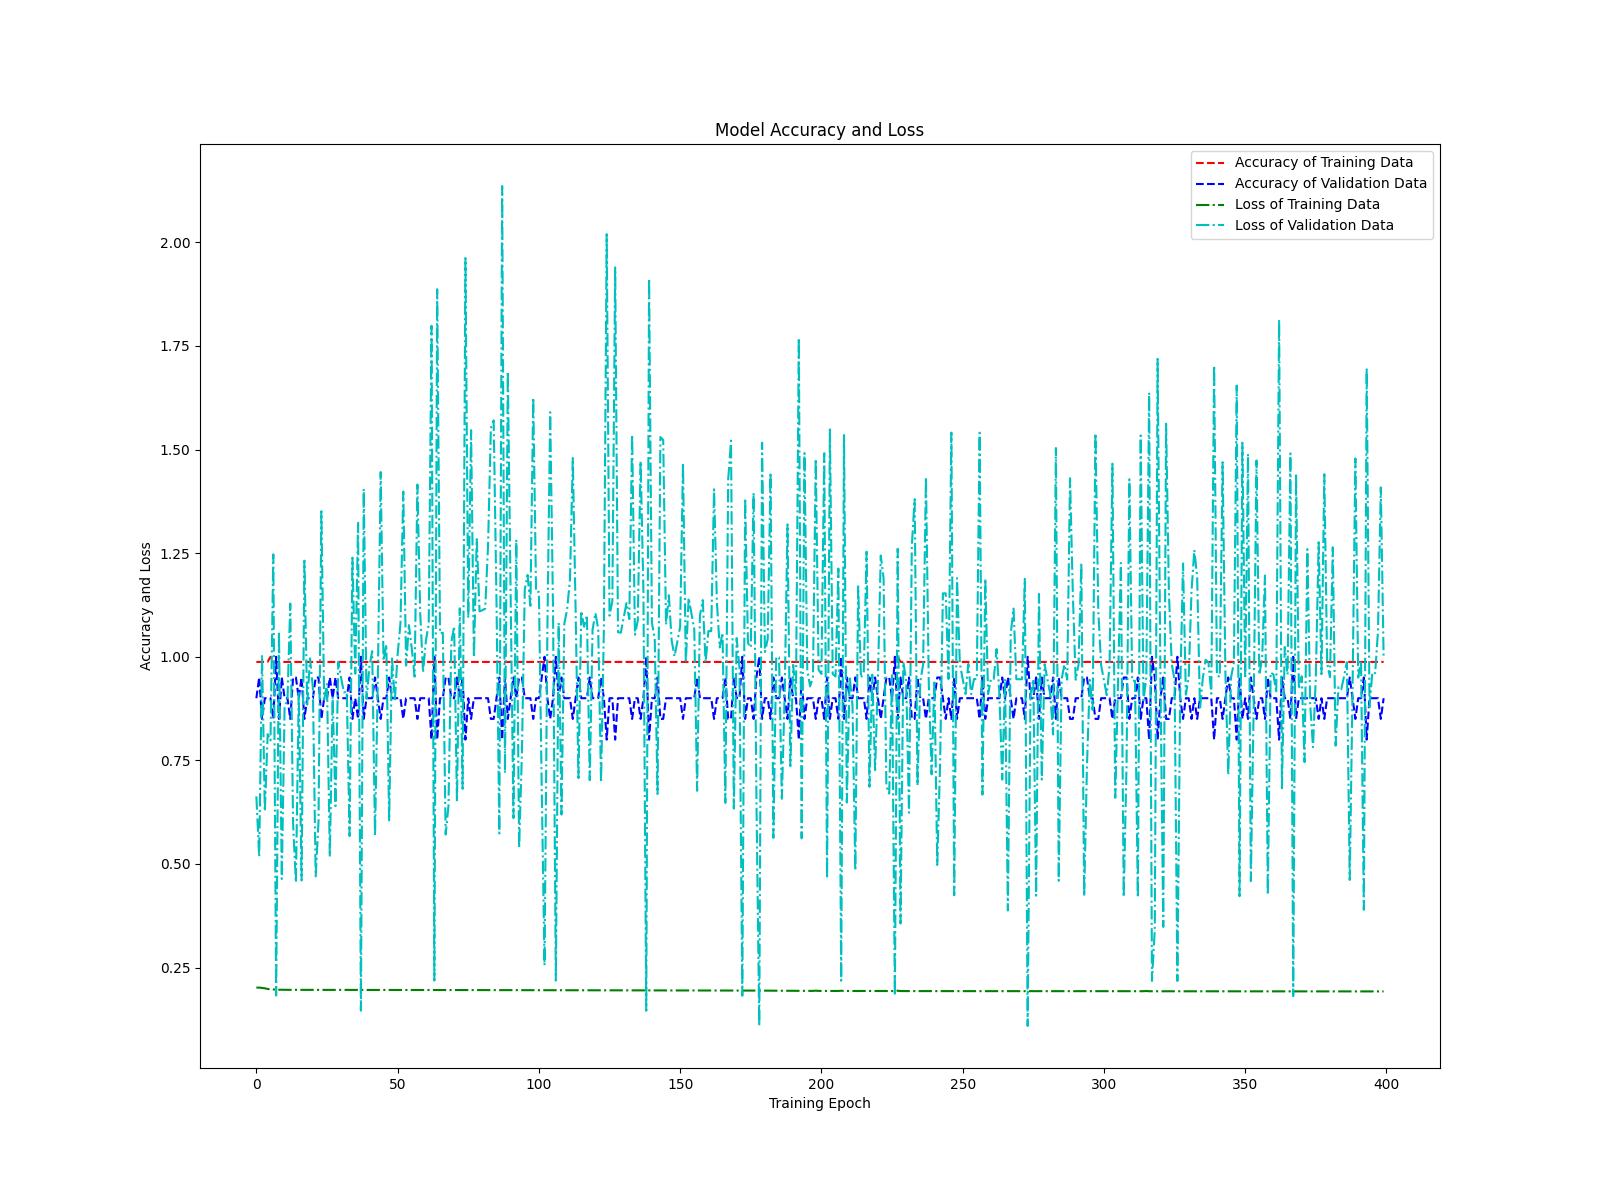 Model Accuracy and Loss
Accuracy of Training Data
Accuracy of Validation Data
Loss of Training Data
Loss of Validation Data
2.00
1.75
1.50
1.25
1.00
0.75
0.50
0.25
Accuracy and Loss
0 50 100 150 200 250 300 350 400
Training Epoch